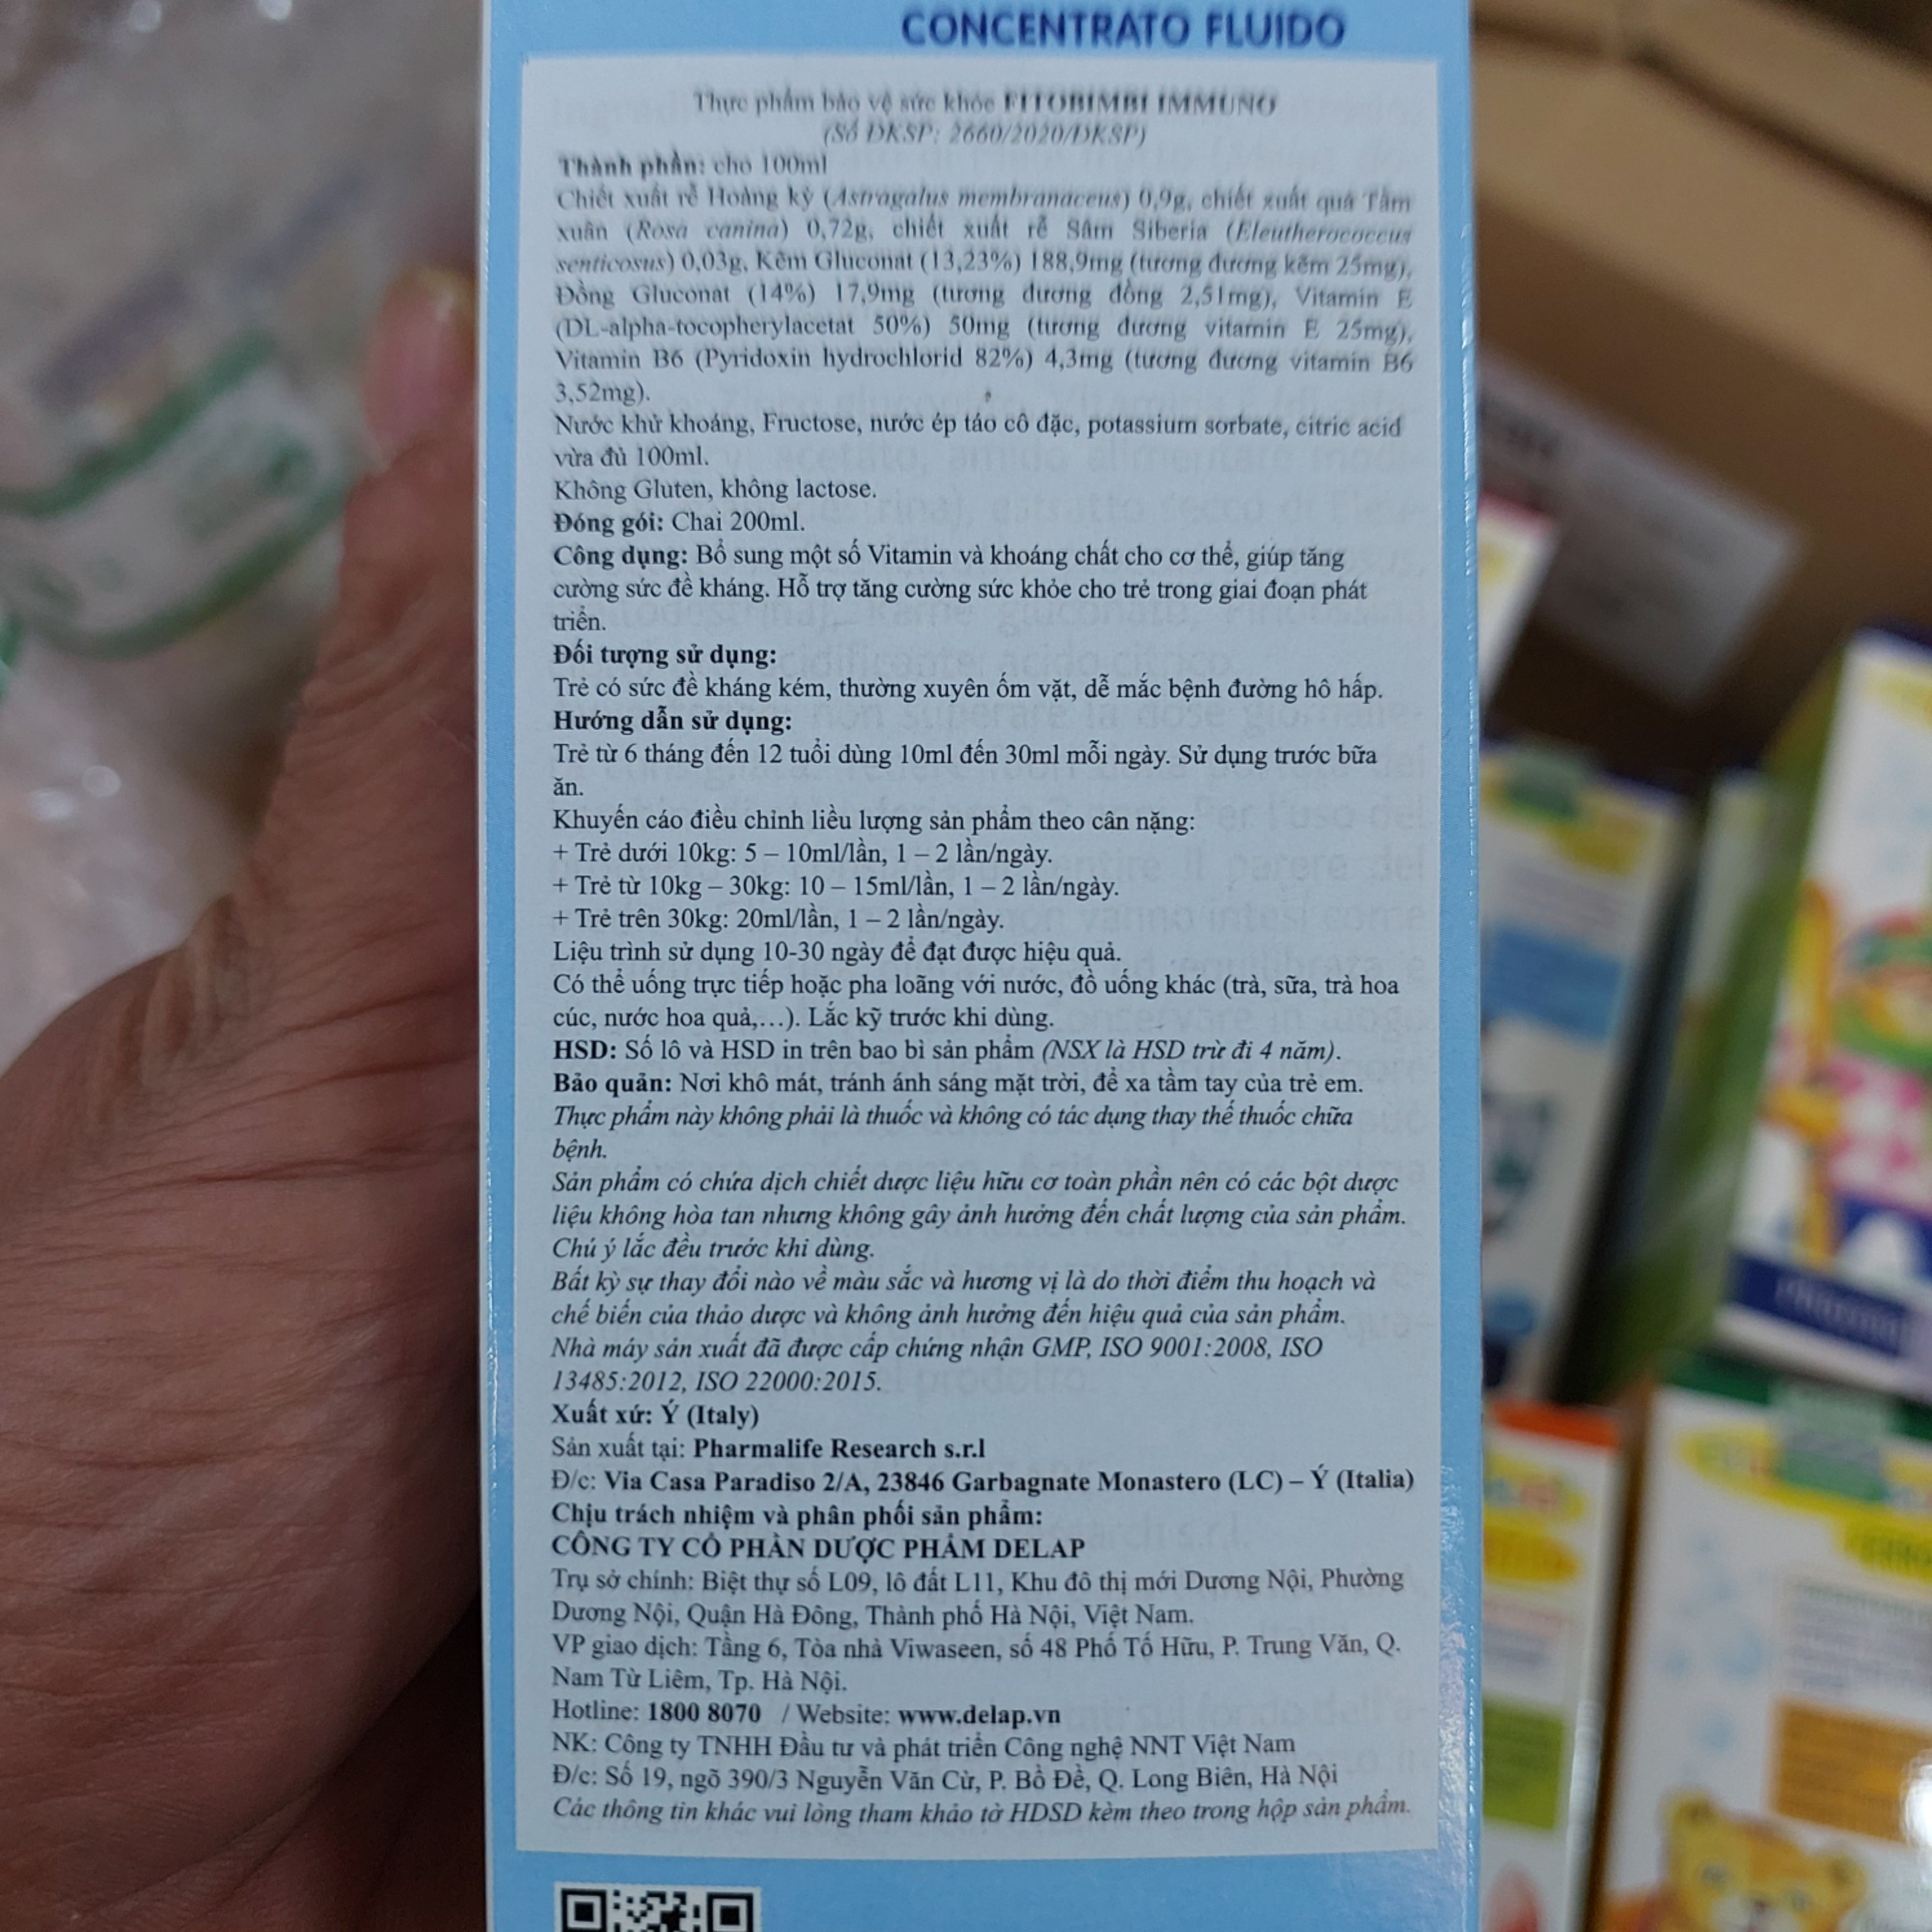 CONCENTRATO FLUIDO
Thực phẩm bảo vệ sức khỏe FITOBIMBI IMMUNO
(Số ĐKSP: 2660/2020/ĐKSP)
Thành phần: cho 100ml
Chiết xuất rễ Hoàng kỳ (Astragalus membranaceus) 0,9g, chiết xuất quả Tầm
xuân (Rosa canina) 0,72g, chiết xuất rễ Sâm Siberia (Eleutherococcus
senticosus) 0,03g, Kẽm Gluconat (13,23%) 188,9mg (tương đương kẽm 25mg),
Đồng Gluconat (14%) 17,9mg (tương đương đồng 2,51mg), Vitamin E
(DL-alpha-tocopherylacetat 50%) 50mg (tương đương vitamin E 25mg),
Vitamin B6 (Pyridoxin hydrochlorid 82%) 4,3mg (tương đương vitamin B6
3,52mg).
Nước khử khoáng, Fructose, nước ép táo cô đặc, potassium sorbate, citric acid
vừa đủ 100ml.
Không Gluten, không lactose.
Đóng gói: Chai 200ml.
Công dụng: Bổ sung một số Vitamin và khoáng chất cho cơ thể, giúp tăng
cường sức đề kháng. Hỗ trợ tăng cường sức khỏe cho trẻ trong giai đoạn phát
triển.
Đối tượng sử dụng:
Trẻ có sức đề kháng kém, thường xuyên ốm vặt, dễ mắc bệnh đường hô hấp.
Hướng dẫn sử dụng:
Trẻ từ 6 tháng đến 12 tuổi dùng 10ml đến 30ml mỗi ngày. Sử dụng trước bữa
ăn.
Khuyến cáo điều chỉnh liều lượng sản phẩm theo cân nặng:
+ Trẻ dưới 10kg: 5 – 10ml/lần, 1 – 2 lần/ngày.
+ Trẻ từ 10kg – 30kg: 10 – 15ml/lần, 1 – 2 lần/ngày.
+ Trẻ trên 30kg: 20ml/lần, 1 – 2 lần/ngày.
Liệu trình sử dụng 10-30 ngày để đạt được hiệu quả.
Có thể uống trực tiếp hoặc pha loãng với nước, đồ uống khác (trà, sữa, trà hoa
cúc, nước hoa quả,...). Lắc kỹ trước khi dùng.
HSD: Số lô và HSD in trên bao bì sản phẩm (NSX là HSD trừ đi 4 năm).
Bảo quản: Nơi khô mát, tránh ánh sáng mặt trời, để xa tầm tay của trẻ em.
Thực phẩm này không phải là thuốc và không có tác dụng thay thế thuốc chữa
bệnh.
Sản phẩm có chứa dịch chiết dược liệu hữu cơ toàn phần nên có các bột dược
liệu không hòa tan nhưng không gây ảnh hưởng đến chất lượng của sản phẩm.
Chú ý lắc đều trước khi dùng.
Bất kỳ sự thay đổi nào về màu sắc và hương vị là do thời điểm thu hoạch và
chế biến của thảo dược và không ảnh hưởng đến hiệu quả của sản phẩm.
Nhà máy sản xuất đã được cấp chứng nhận GMP, ISO 9001:2008, ISO
13485:2012, ISO 22000:2015.
Xuất xứ: Ý (Italy)
Sản xuất tại: Pharmalife Research s.r.l
Đ/c: Via Casa Paradiso 2/A, 23846 Garbagnate Monastero (LC) – Ý (Italia)
Chịu trách nhiệm và phân phối sản phẩm:
CÔNG TY CỔ PHẦN DƯỢC PHẨM DELAP
Trụ sở chính: Biệt thự số L09, lô đất L11, Khu đô thị mới Dương Nội, Phường
Dương Nội, Quận Hà Đông, Thành phố Hà Nội, Việt Nam.
VP giao dịch: Tầng 6, Tòa nhà Viwaseen, số 48 Phố Tố Hữu, P. Trung Văn, Q.
Nam Từ Liêm, Tp. Hà Nội.
Hotline: 1800 8070 / Website: www.delap.vn
NK: Công ty TNHH Đầu tư và phát triển Công nghệ NNT Việt Nam
Đ/c: Số 19, ngõ 390/3 Nguyễn Văn Cừ, P. Bồ Đề, Q. Long Biên, Hà Nội
Các thông tin khác vui lòng tham khảo tờ HDSD kèm theo trong hộp sản phẩm.